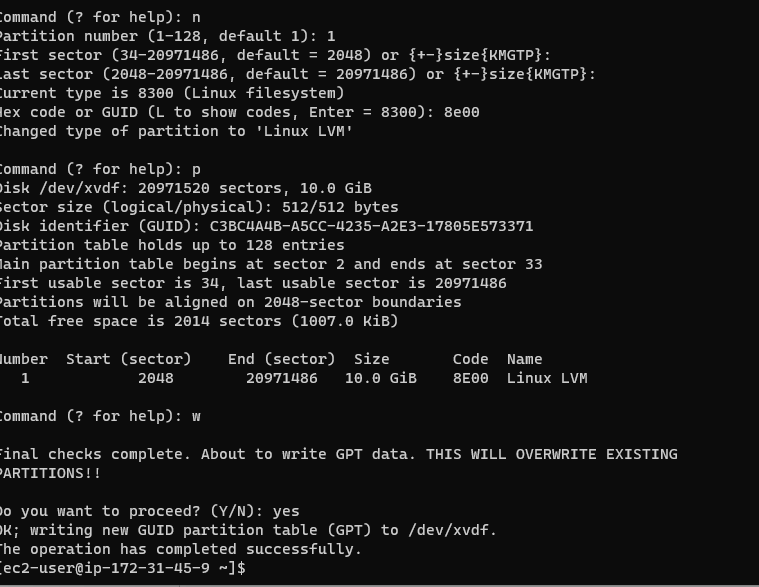 Command (? for help): n
Partition number (1-128, default 1): 1
First sector (34-20971486, default = 2048) or {+-}size{KMGTP}:
Last sector (2048-20971486, default = 20971486) or {+-}size{KMGTP}:
Current type is 8300 (Linux filesystem)
Hex code or GUID (L to show codes, Enter = 8300): 8e00
Changed type of partition to 'Linux LVM'
Command (? for help): p
Disk /dev/xvdf: 20971520 sectors, 10.0 GiB
Sector size (logical/physical): 512/512 bytes
Disk identifier (GUID): C3BC4A4B-A5CC-4235-A2E3-17805E573371
Partition table holds up to 128 entries
Main partition table begins at sector 2 and ends at sector 33
First usable sector is 34, last usable sector is 20971486
Partitions will be aligned on 2048-sector boundaries
Total free space is 2014 sectors (1007.0 KiB)
Number  Start (sector)    End (sector)  Size       Code  Name
   1            2048        20971486   10.0 GiB    8E00  Linux LVM
Command (? for help): w
Final checks complete. About to write GPT data. THIS WILL OVERWRITE EXISTING
PARTITIONS!!
Do you want to proceed? (Y/N): yes
OK; writing new GUID partition table (GPT) to /dev/xvdf.
The operation has completed successfully.
[ec2-user@ip-172-31-45-9 ~]$